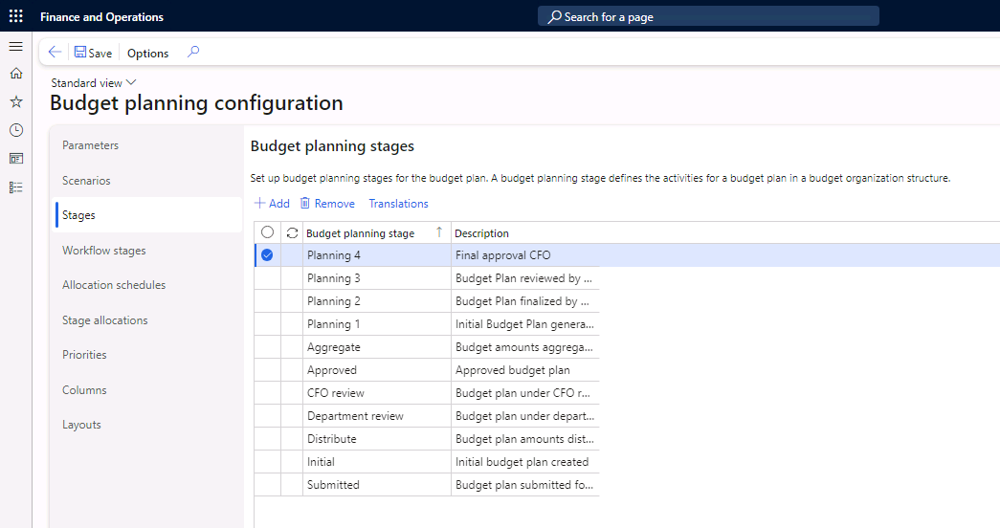 Finance and Operations
Search for a page
Save Options
Standard view
Budget planning configuration
Parameters
Scenarios
Stages
Workflow stages
Allocation schedules
Stage allocations
Priorities
Columns
Layouts
Budget planning stages
Set up budget planning stages for the budget plan. A budget planning stage defines the activities for a budget plan in a budget organization structure.
Add Remove Translations
Budget planning stage Description
Planning 4 Final approval CFO
Planning 3 Budget Plan reviewed by ...
Planning 2 Budget Plan finalized by ...
Planning 1 Initial Budget Plan genera...
Aggregate Budget amounts aggrega...
Approved Approved budget plan
CFO review Budget plan under CFO r...
Department review Budget plan under depart...
Distribute Budget plan amounts dist...
Initial Initial budget plan created
Submitted Budget plan submitted fo...